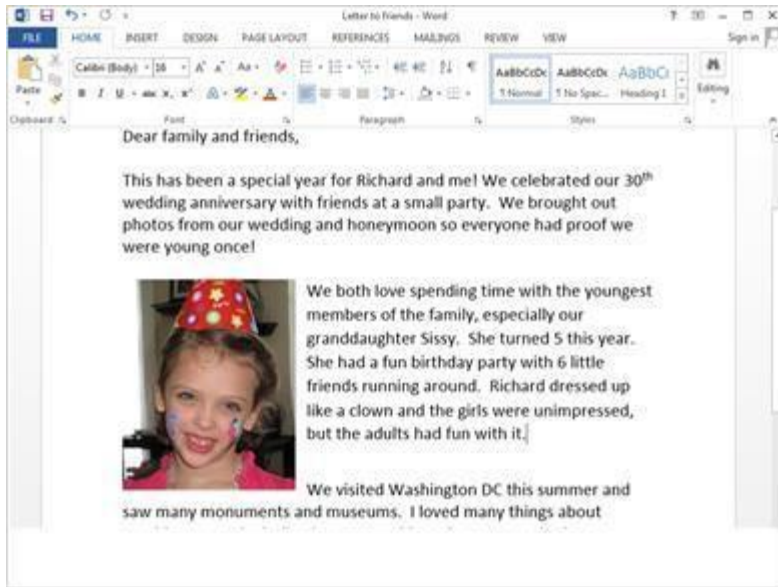 Letter to friends - Word
FILE HOME INSERT DESIGN PAGE LAYOUT REFERENCES MAILINGS REVIEW VIEW Sign in
Calibri (Body) 16 A A Aa
AaBbCcDc AaBbCcDc AaBbCc
Paste B I U abc x, x² A A ¶ Normal ¶ No Spac... Heading 1 Editing
Clipboard Font Paragraph Styles
Dear family and friends,
This has been a special year for Richard and me! We celebrated our 30th
wedding anniversary with friends at a small party. We brought out
photos from our wedding and honeymoon so everyone had proof we
were young once!
We both love spending time with the youngest
members of the family, especially our
granddaughter Sissy. She turned 5 this year.
She had a fun birthday party with 6 little
friends running around. Richard dressed up
like a clown and the girls were unimpressed,
but the adults had fun with it.
We visited Washington DC this summer and
saw many monuments and museums. I loved many things about